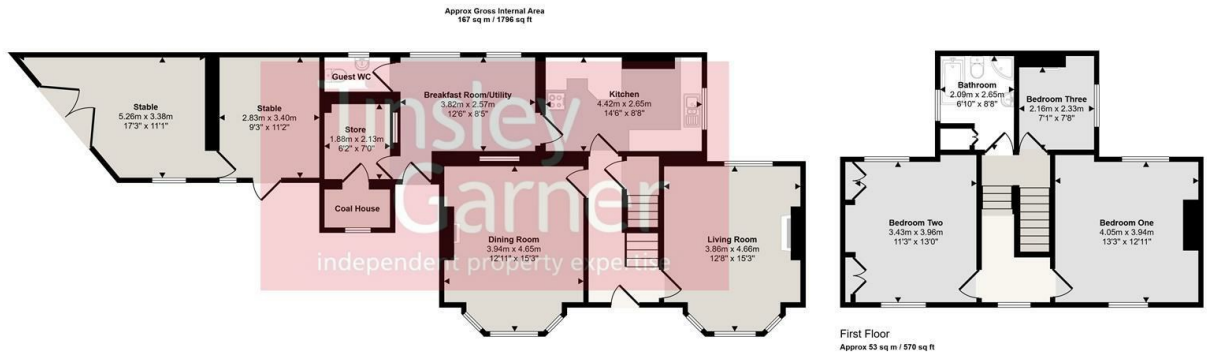 Approx Gross Internal Area
167 sq m / 1796 sq ft
Stable
5.26m x 3.38m
17'3" x 11'1"
Stable
2.83m x 3.40m
9'3" x 11'2"
Guest WC
Store
1.88m x 2.13m
6'2" x 7'0"
Coal House
Breakfast Room/Utility
3.82m x 2.57m
12'6" x 8'5"
Kitchen
4.42m x 2.65m
14'6" x 8'8"
Tinsley
Garner
independent property expertise
Dining Room
3.94m x 4.65m
12'11" x 15'3"
Living Room
3.86m x 4.66m
12'8" x 15'3"
Bathroom
2.09m x 2.65m
6'10" x 8'8"
Bedroom Three
2.16m x 2.33m
7'1" x 7'8"
Bedroom Two
3.43m x 3.96m
11'3" x 13'0"
Bedroom One
4.05m x 3.94m
13'3" x 12'11"
First Floor
Approx 53 sq m / 570 sq ft